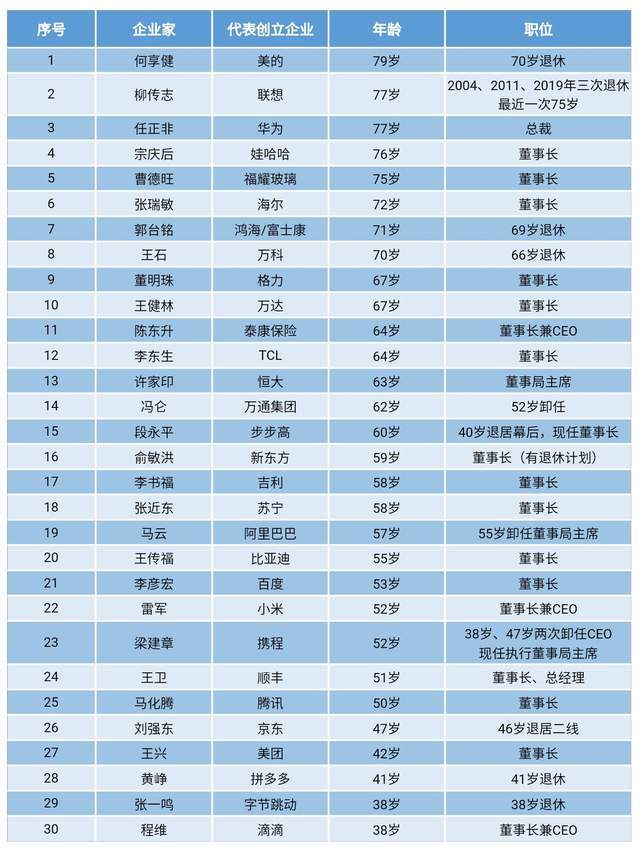 序号 企业家 代表创立企业 年龄 职位
1 何享健 美的 79岁 70岁退休
2 柳传志 联想 77岁 2004、2011、2019年三次退休
最近一次75岁
3 任正非 华为 77岁 总裁
4 宗庆后 娃哈哈 76岁 董事长
5 曹德旺 福耀玻璃 75岁 董事长
6 张瑞敏 海尔 72岁 董事长
7 郭台铭 鸿海/富士康 71岁 69岁退休
8 王石 万科 70岁 66岁退休
9 董明珠 格力 67岁 董事长
10 王健林 万达 67岁 董事长
11 陈东升 泰康保险 64岁 董事长兼CEO
12 李东生 TCL 64岁 董事长
13 许家印 恒大 63岁 董事局主席
14 冯仑 万通集团 62岁 52岁卸任
15 段永平 步步高 60岁 40岁退居幕后，现任董事长
16 俞敏洪 新东方 59岁 董事长（有退休计划）
17 李书福 吉利 58岁 董事长
18 张近东 苏宁 58岁 董事长
19 马云 阿里巴巴 57岁 55岁卸任董事局主席
20 王传福 比亚迪 55岁 董事长
21 李彦宏 百度 53岁 董事长
22 雷军 小米 52岁 董事长兼CEO
23 梁建章 携程 52岁 38岁、47岁两次卸任CEO
现任执行董事局主席
24 王卫 顺丰 51岁 董事长、总经理
25 马化腾 腾讯 50岁 董事长
26 刘强东 京东 47岁 46岁退居二线
27 王兴 美团 42岁 董事长
28 黄峥 拼多多 41岁 41岁退休
29 张一鸣 字节跳动 38岁 38岁退休
30 程维 滴滴 38岁 董事长兼CEO